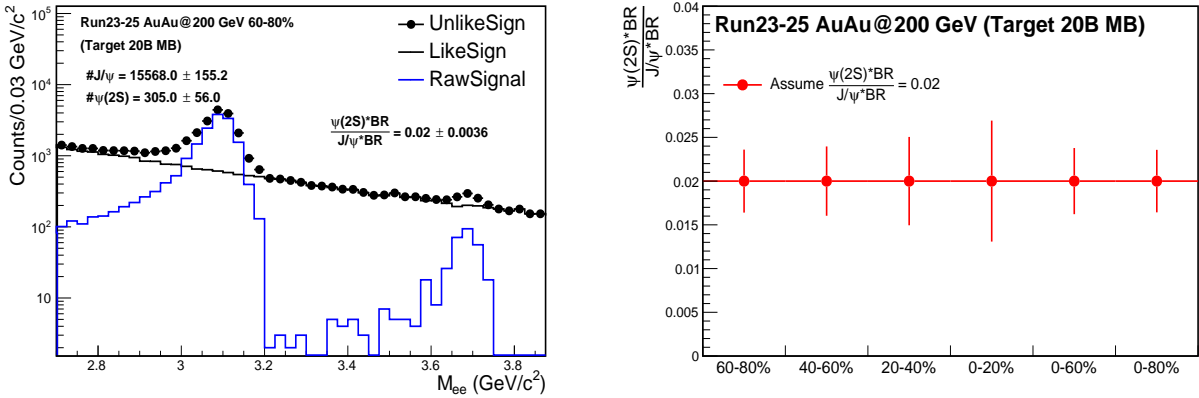 Run23-25 AuAu@200 GeV 60-80%
(Target 20B MB)
#J/ψ = 15568.0 ± 155.2
#ψ(2S) = 305.0 ± 56.0
UnlikeSign
LikeSign
RawSignal
ψ(2S)*BR
J/ψ*BR = 0.02 ± 0.0036
Counts/0.03 GeV/c²
10⁵
10⁴
10³
10²
10
2.8 3 3.2 3.4 3.6 3.8
M_ee (GeV/c²)
ψ(2S)*BR
J/ψ*BR
Run23-25 AuAu@200 GeV (Target 20B MB)
Assume ψ(2S)*BR
J/ψ*BR = 0.02
0.04
0.035
0.03
0.025
0.02
0.015
0.01
0.005
0
60-80% 40-60% 20-40% 0-20% 0-60% 0-80%